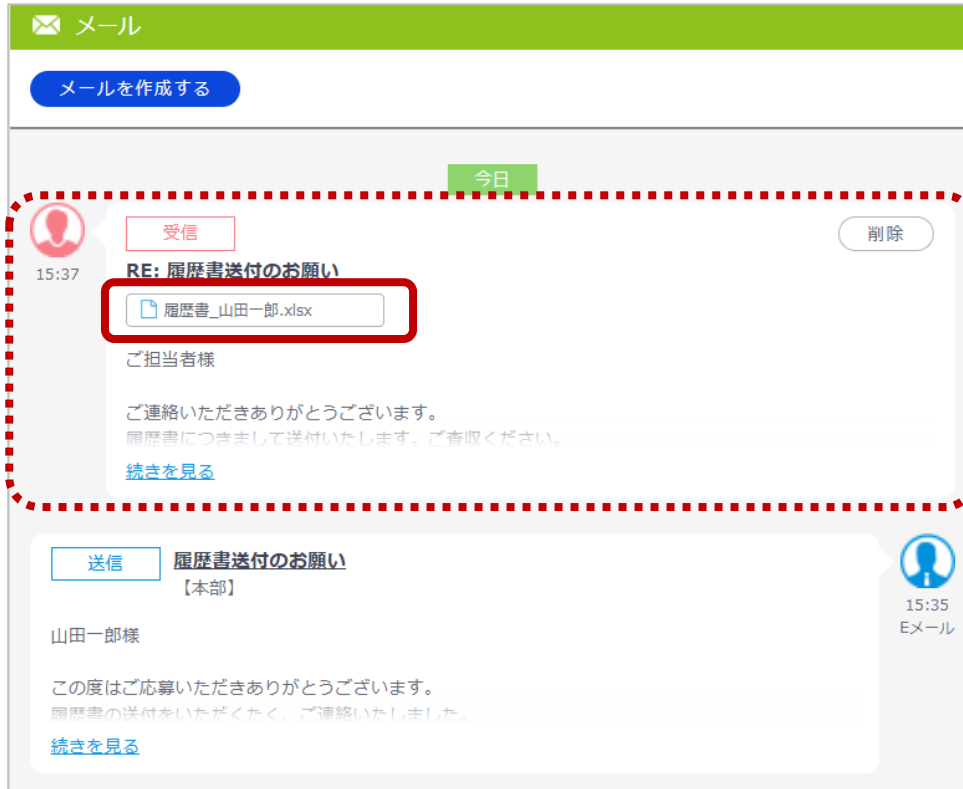 メール
メールを作成する
今日
受信
削除
15:37
RE: 履歴書送付のお願い
履歴書_山田一郎.xlsx
ご担当者様
ご連絡いただきありがとうございます。
履歴書につきまして送付いたします。ご査収ください。
続きを見る
送信
履歴書送付のお願い
【本部】
15:35
Eメール
山田一郎様
この度はご応募いただきありがとうございます。
履歴書の送付をいただくたく、ご連絡いたしました。
続きを見る